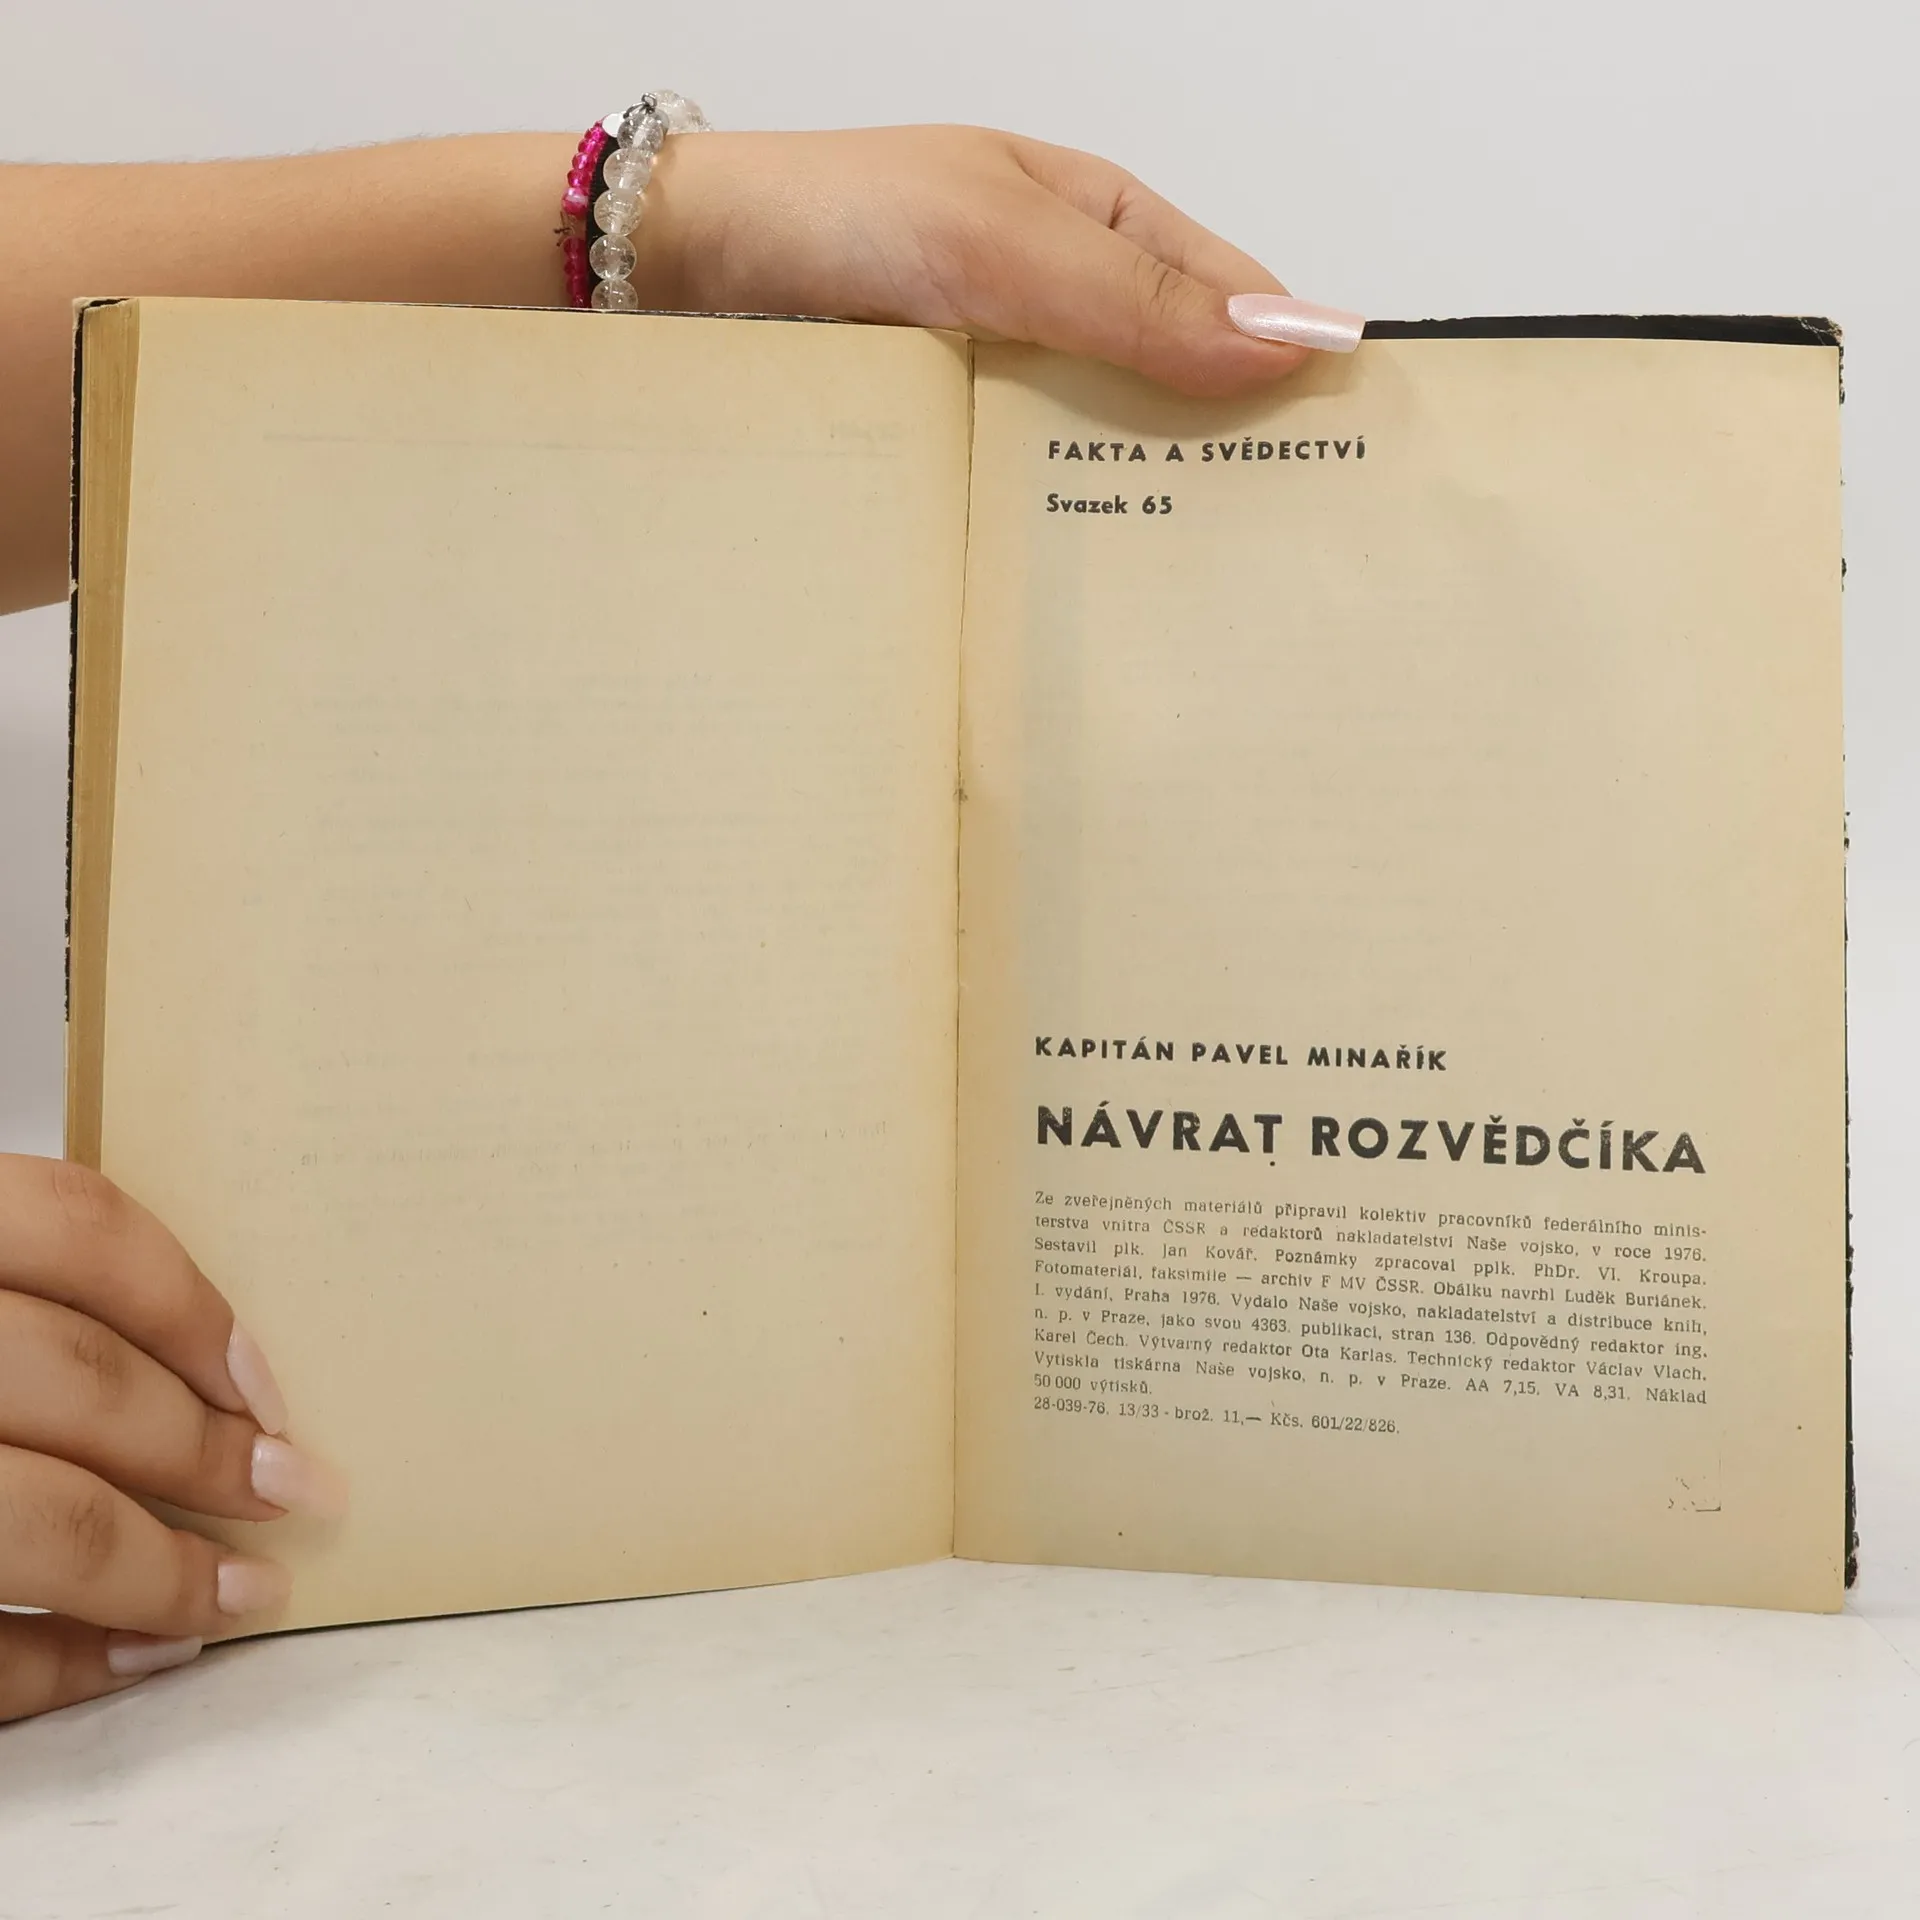 FAKTA A SVĚDECTVÍ
Svazek 65
KAPITÁN PAVEL MINAŘÍK
NÁVRAT ROZVĚDČÍKA
Ze zveřejněných materiálů připravil kolektiv pracovníků federálního minis-
terstva vnitra ČSSR a redaktorů nakladatelství Naše vojsko, v roce 1976.
Sestavil plk. Jan Kovář. Poznámky zpracoval pplk. PhDr. Vl. Kroupa.
Fotomateriál, faksimile — archiv F MV ČSSR. Obálku navrhl Luděk Buriánek.
I. vydání, Praha 1976. Vydalo Naše vojsko, nakladatelství a distribuce knih,
n. p. v Praze, jako svou 4363. publikaci, stran 136. Odpovědný redaktor ing.
Karel Čech. Výtvarný redaktor Ota Karlas. Technický redaktor Václav Vlach.
Vytiskla tiskárna Naše vojsko, n. p. v Praze. AA 7,15. VA 8,31. Náklad
50 000 výtisků.
28-039-76. 13/33 - brož. 11,— Kčs. 601/22/826.